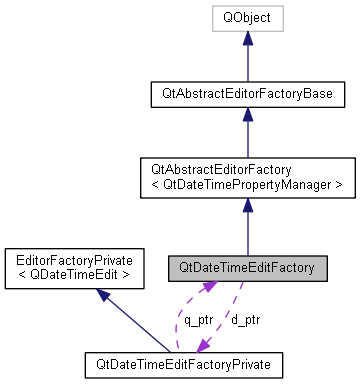 QObject
QtAbstractEditorFactoryBase
QtAbstractEditorFactory
< QtDateTimePropertyManager >
EditorFactoryPrivate
< QDateTimeEdit >
QtDateTimeEditFactory
q_ptr
d_ptr
QtDateTimeEditFactoryPrivate